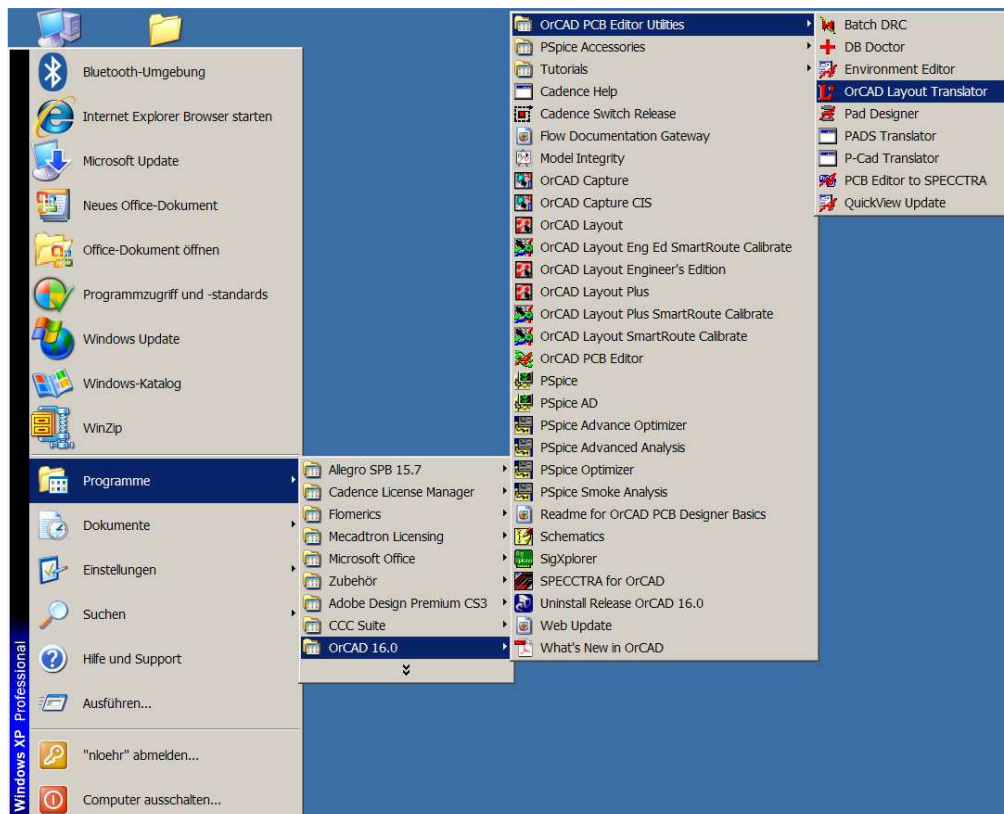 Bluetooth-Umgebung
Internet Explorer Browser starten
Microsoft Update
Neues Office-Dokument
Office-Dokument öffnen
Programmzugriff und -standards
Windows Update
Windows-Katalog
WinZip
Programme
Dokumente
Einstellungen
Suchen
Hilfe und Support
Ausführen...
"nloehr" abmelden...
Computer ausschalten...
Windows XP Professional
Allegro SPB 15.7
Cadence License Manager
Flomerics
Mecadtron Licensing
Microsoft Office
Zubehör
Adobe Design Premium CS3
CCC Suite
OrCAD 16.0
OrCAD PCB Editor Utilities
PSpice Accessories
Tutorials
Cadence Help
Cadence Switch Release
Flow Documentation Gateway
Model Integrity
OrCAD Capture
OrCAD Capture CIS
OrCAD Layout
OrCAD Layout Eng Ed SmartRoute Calibrate
OrCAD Layout Engineer's Edition
OrCAD Layout Plus
OrCAD Layout Plus SmartRoute Calibrate
OrCAD Layout SmartRoute Calibrate
OrCAD PCB Editor
PSpice
PSpice AD
PSpice Advance Optimizer
PSpice Advanced Analysis
PSpice Optimizer
PSpice Smoke Analysis
Readme for OrCAD PCB Designer Basics
Schematics
SigXplorer
SPECCTRA for OrCAD
Uninstall Release OrCAD 16.0
Web Update
What's New in OrCAD
Batch DRC
DB Doctor
Environment Editor
OrCAD Layout Translator
Pad Designer
PADS Translator
P-Cad Translator
PCB Editor to SPECCTRA
QuickView Update